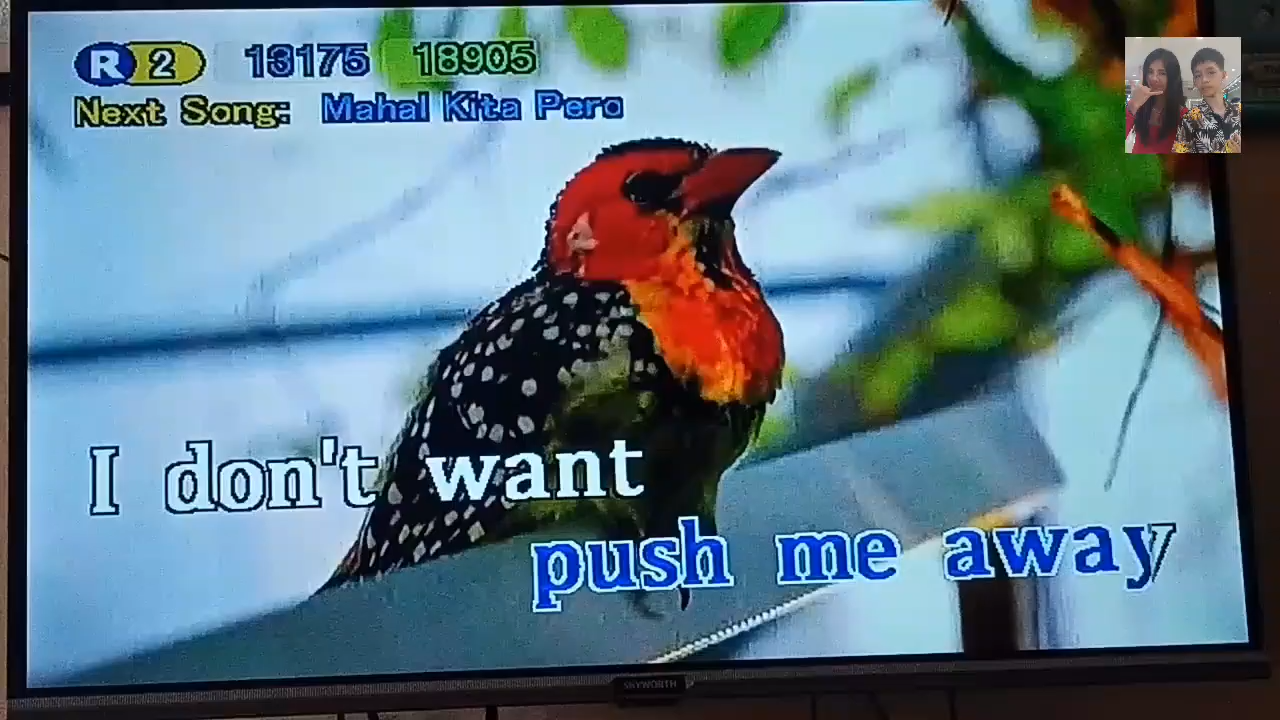 R 2 13175 18905
Next Song: Mahal Kita Pero
I don't want
push me away
SKYWORTH